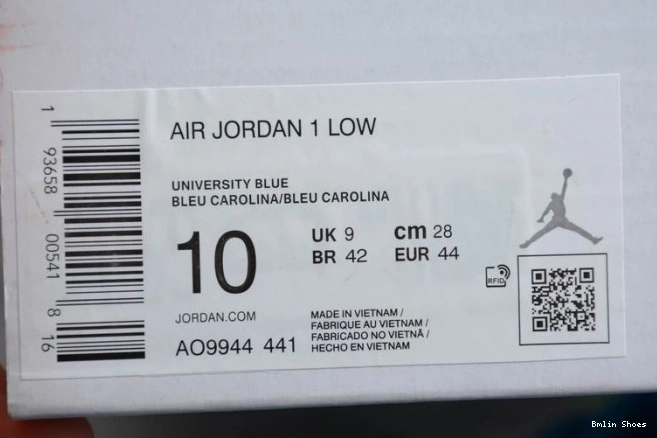 AIR JORDAN 1 LOW
UNIVERSITY BLUE
BLEU CAROLINA/BLEU CAROLINA
10
UK 9 cm 28
BR 42 EUR 44
JORDAN.COM
AO9944 441
MADE IN VIETNAM /
FABRIQUE AU VIETNAM /
FABRICADO NO VIETNÃ /
HECHO EN VIETNAM
RFID
1 93658 00541 8 16
Bmlin Shoes